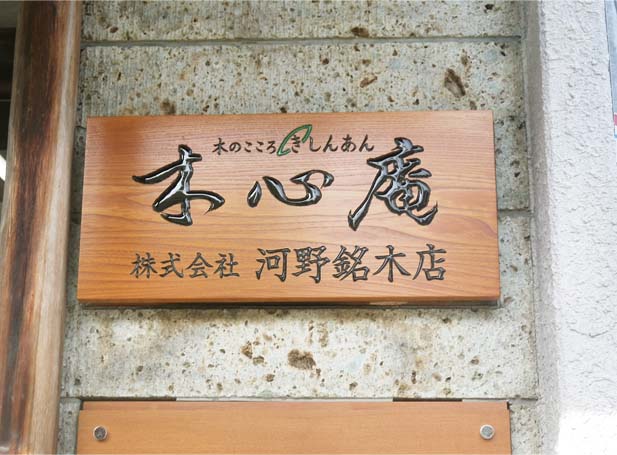 木のこころ きしんあん
木心庵
株式会社 河野銘木店